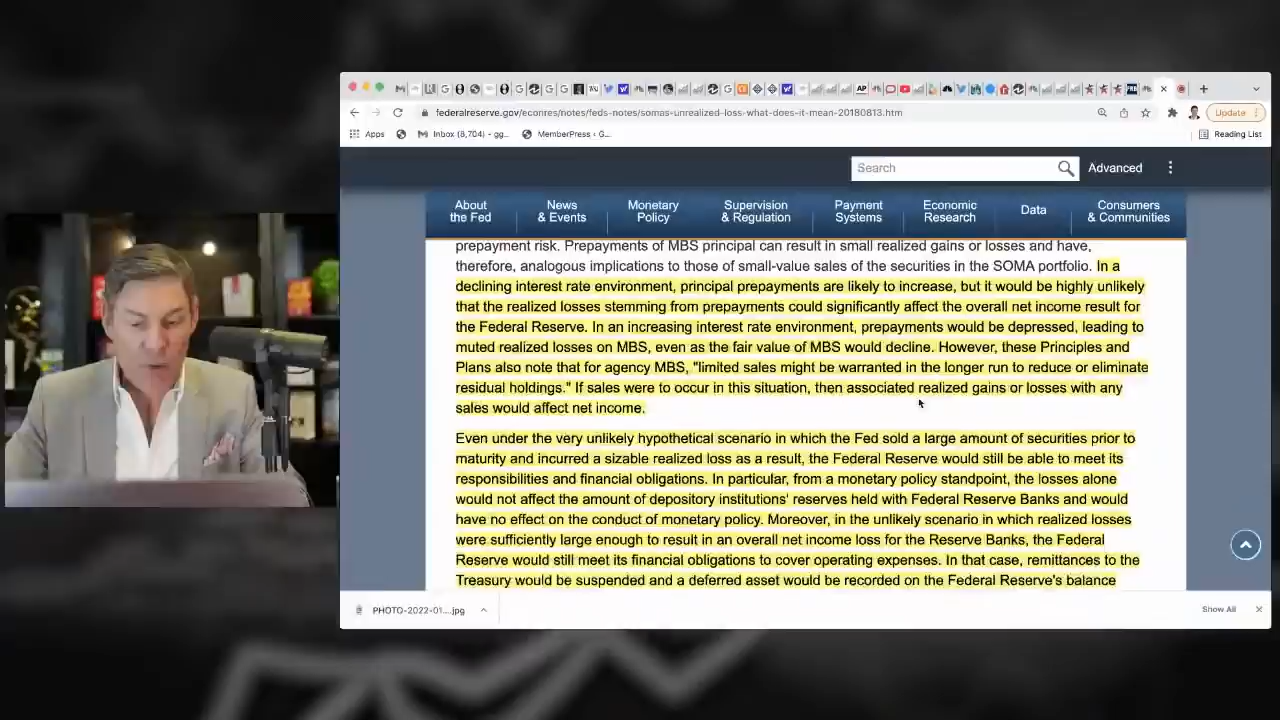 federalreserve.gov/econres/notes/feds-notes/somas-unrealized-loss-what-does-it-mean-20180813.htm
Update
Apps
Inbox (8,704) - gg...
MemberPress › G...
Reading List
Search
Advanced
About the Fed
News & Events
Monetary Policy
Supervision & Regulation
Payment Systems
Economic Research
Data
Consumers & Communities
prepayment risk. Prepayments of MBS principal can result in small realized gains or losses and have,
therefore, analogous implications to those of small-value sales of the securities in the SOMA portfolio. In a
declining interest rate environment, principal prepayments are likely to increase, but it would be highly unlikely
that the realized losses stemming from prepayments could significantly affect the overall net income result for
the Federal Reserve. In an increasing interest rate environment, prepayments would be depressed, leading to
muted realized losses on MBS, even as the fair value of MBS would decline. However, these Principles and
Plans also note that for agency MBS, "limited sales might be warranted in the longer run to reduce or eliminate
residual holdings." If sales were to occur in this situation, then associated realized gains or losses with any
sales would affect net income.
Even under the very unlikely hypothetical scenario in which the Fed sold a large amount of securities prior to
maturity and incurred a sizable realized loss as a result, the Federal Reserve would still be able to meet its
responsibilities and financial obligations. In particular, from a monetary policy standpoint, the losses alone
would not affect the amount of depository institutions' reserves held with Federal Reserve Banks and would
have no effect on the conduct of monetary policy. Moreover, in the unlikely scenario in which realized losses
were sufficiently large enough to result in an overall net income loss for the Reserve Banks, the Federal
Reserve would still meet its financial obligations to cover operating expenses. In that case, remittances to the
Treasury would be suspended and a deferred asset would be recorded on the Federal Reserve's balance
PHOTO-2022-01....jpg
Show All